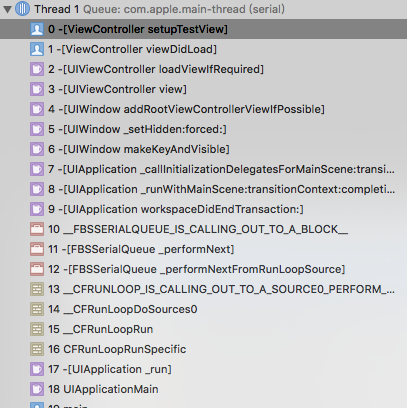 Thread 1 Queue: com.apple.main-thread (serial)
0 -[ViewController setupTestView]
1 -[ViewController viewDidLoad]
2 -[UIViewController loadViewIfRequired]
3 -[UIViewController view]
4 -[UIWindow addRootViewControllerViewIfPossible]
5 -[UIWindow _setHidden:forced:]
6 -[UIWindow makeKeyAndVisible]
7 -[UIApplication _callInitializationDelegatesForMainScene:transi...
8 -[UIApplication _runWithMainScene:transitionContext:completi...
9 -[UIApplication workspaceDidEndTransaction:]
10 __FBSSERIALQUEUE_IS_CALLING_OUT_TO_A_BLOCK__
11 -[FBSSerialQueue _performNext]
12 -[FBSSerialQueue _performNextFromRunLoopSource]
13 __CFRUNLOOP_IS_CALLING_OUT_TO_A_SOURCE0_PERFORM_...
14 __CFRunLoopDoSources0
15 __CFRunLoopRun
16 CFRunLoopRunSpecific
17 -[UIApplication _run]
18 UIApplicationMain
19 main